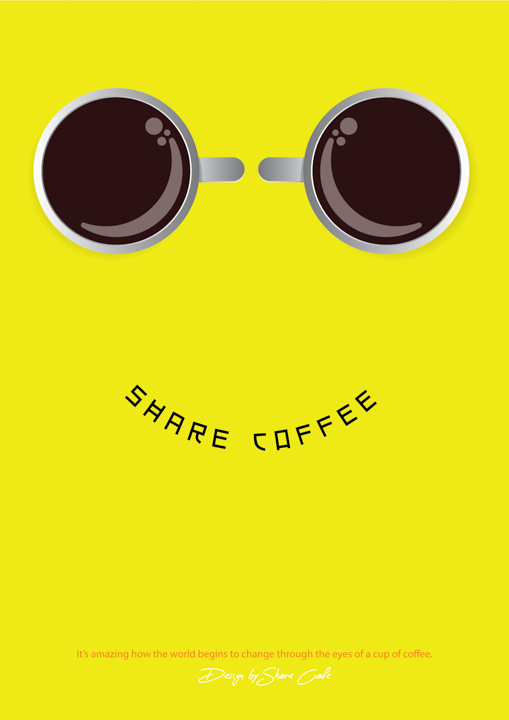 SHARE COFFEE
It's amazing how the world begins to change through the eyes of a cup of coffee.
Design by Share Cafe